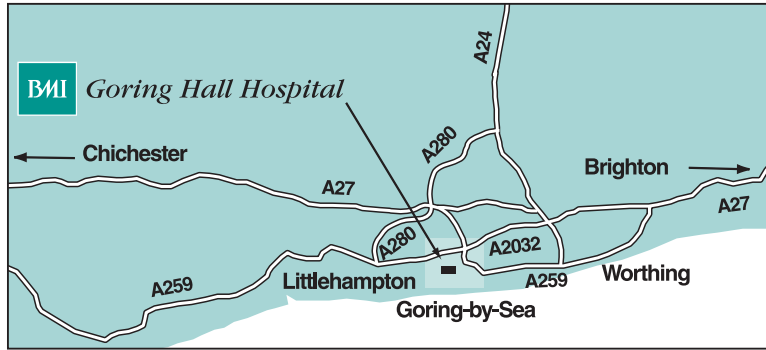 A24
BMI Goring Hall Hospital
A280
Chichester
Brighton
A27
A27
A280
A2032
Littlehampton
A259
Worthing
A259
Goring-by-Sea